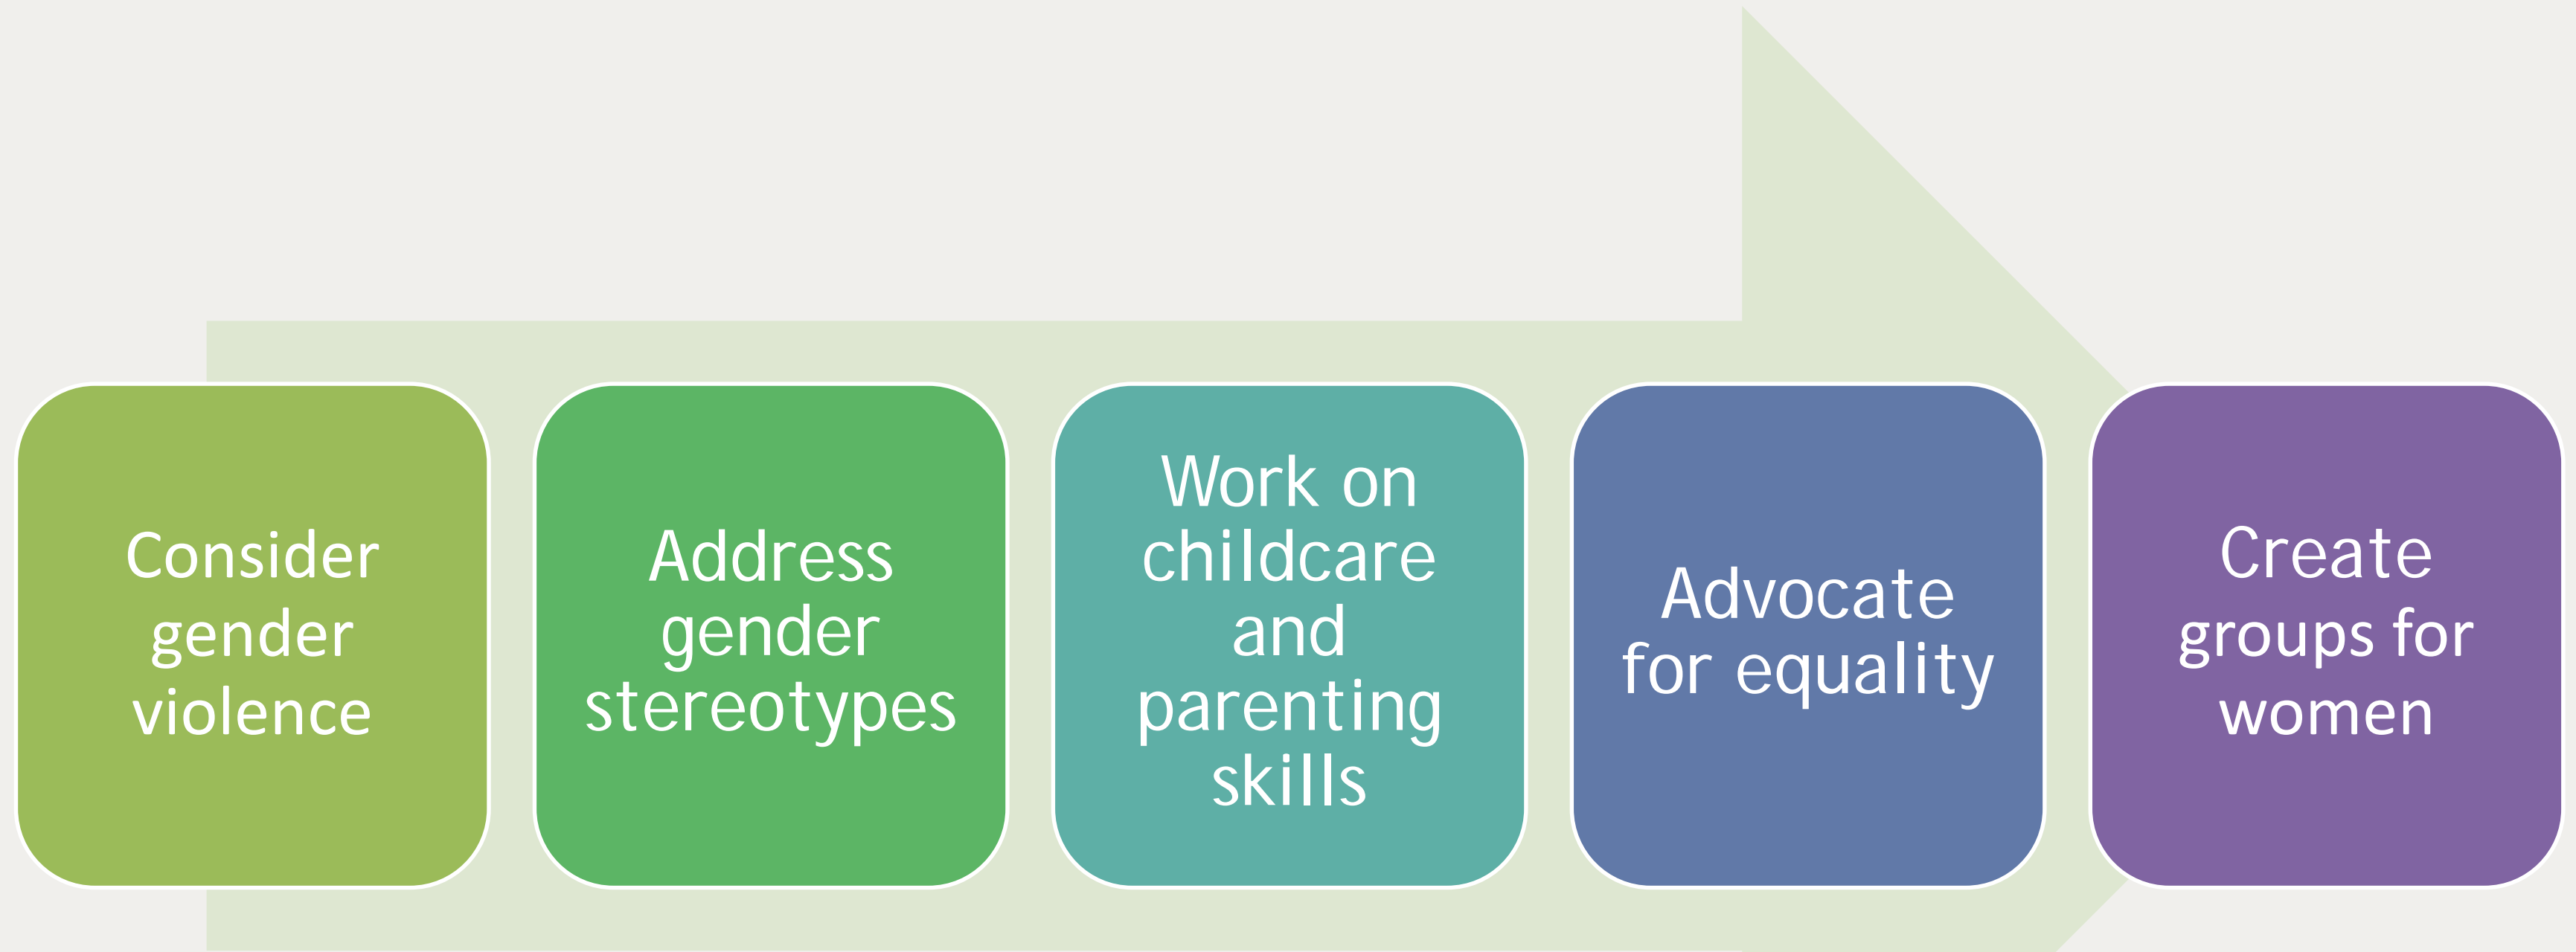 Consider
gender
violence
Address
gender
stereotypes
Work on
childcare
and
parenting
skills
Advocate
for equality
Create
groups for
women